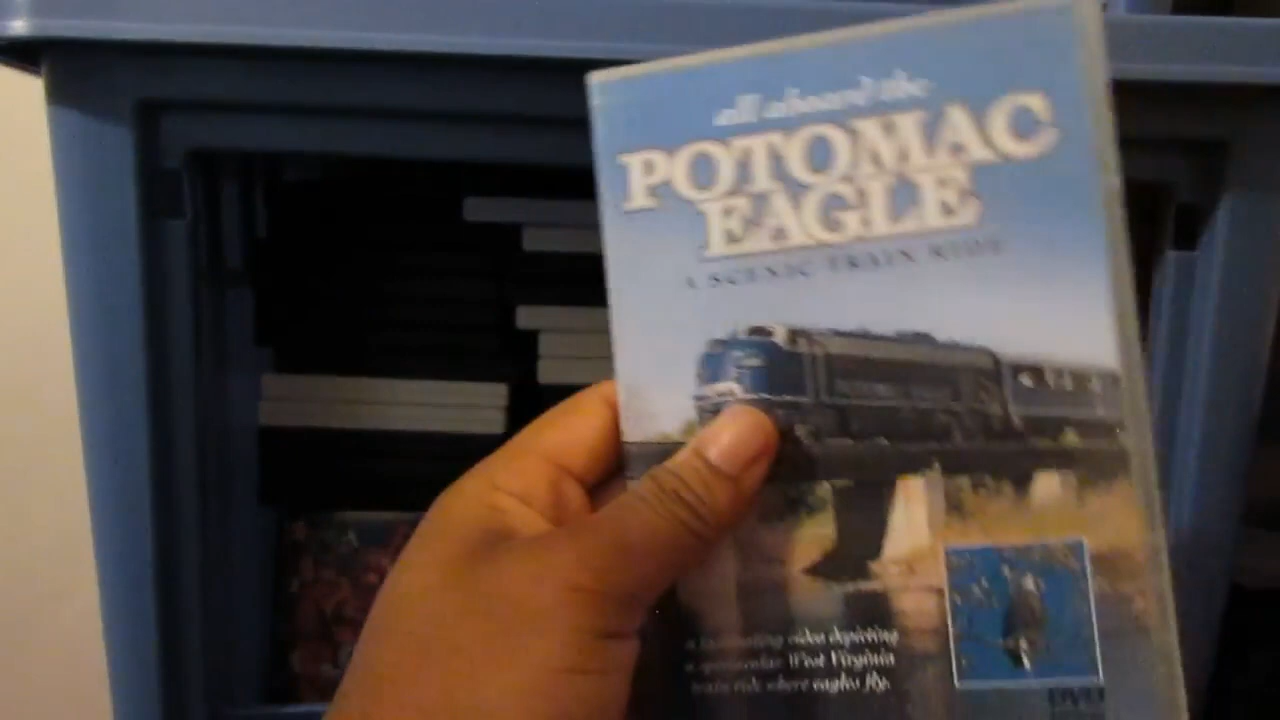 all aboard the
POTOMAC
EAGLE
A SCENIC TRAIN RIDE
a fascinating video depicting
a spectacular West Virginia
train ride where eagles fly.
DVD